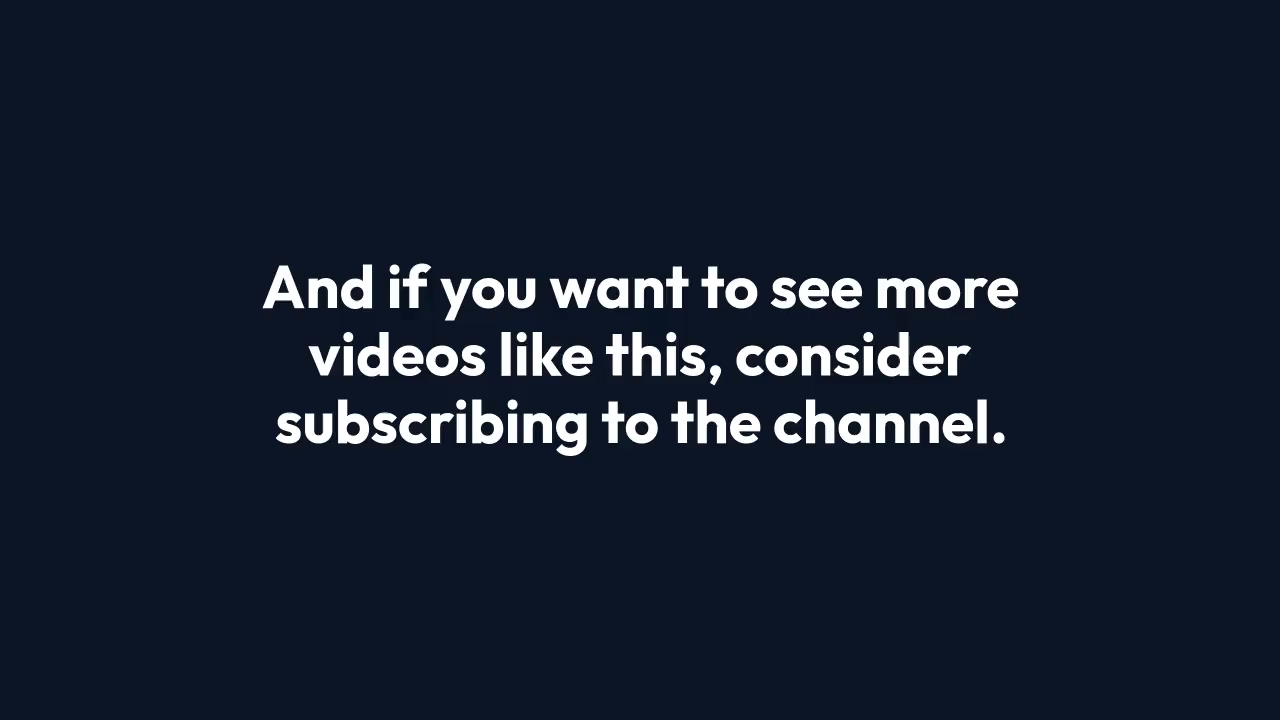 And if you want to see more
videos like this, consider
subscribing to the channel.